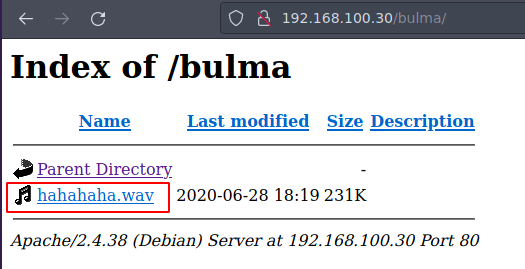 192.168.100.30/bulma/
Index of /bulma
Name Last modified Size Description
Parent Directory -
hahahaha.wav 2020-06-28 18:19 231K
Apache/2.4.38 (Debian) Server at 192.168.100.30 Port 80